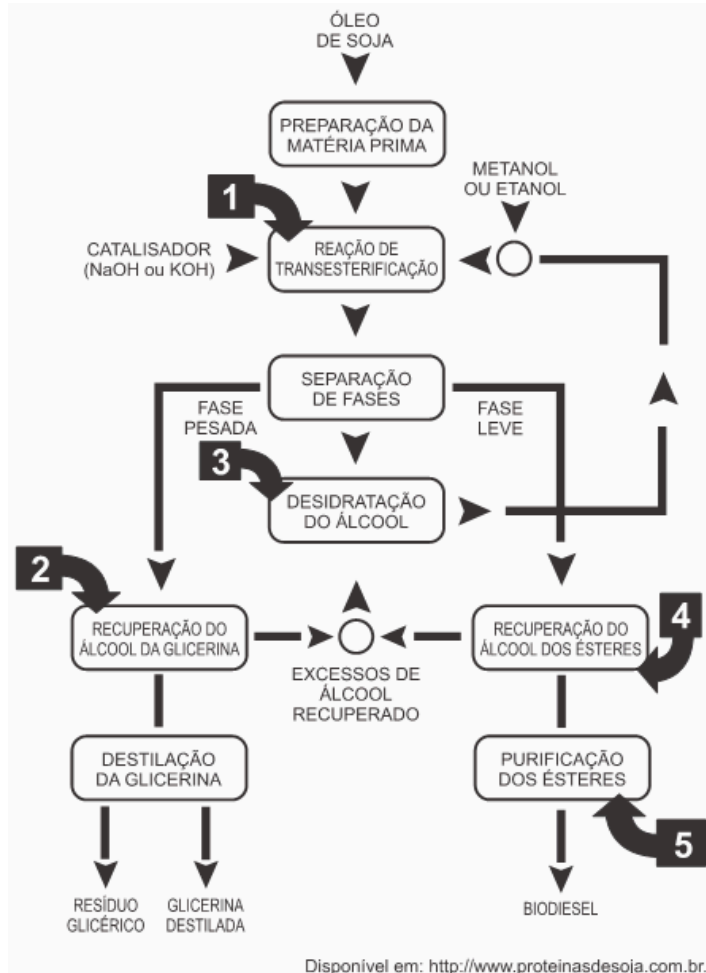 ÓLEO
DE SOJA
PREPARAÇÃO DA
MATÉRIA PRIMA
METANOL
OU ETANOL
1
CATALISADOR
(NaOH ou KOH)
REAÇÃO DE
TRANSESTERIFICAÇÃO
SEPARAÇÃO
DE FASES
FASE
PESADA
FASE
LEVE
3
DESIDRATAÇÃO
DO ÁLCOOL
2
RECUPERAÇÃO DO
ÁLCOOL DA GLICERINA
EXCESSOS DE
ÁLCOOL
RECUPERADO
RECUPERAÇÃO DO
ÁLCOOL DOS ÉSTERES
4
DESTILAÇÃO
DA GLICERINA
PURIFICAÇÃO
DOS ÉSTERES
5
RESÍDUO
GLICÉRICO
GLICERINA
DESTILADA
BIODIESEL
Disponível em: http://www.proteinasdesoja.com.br.